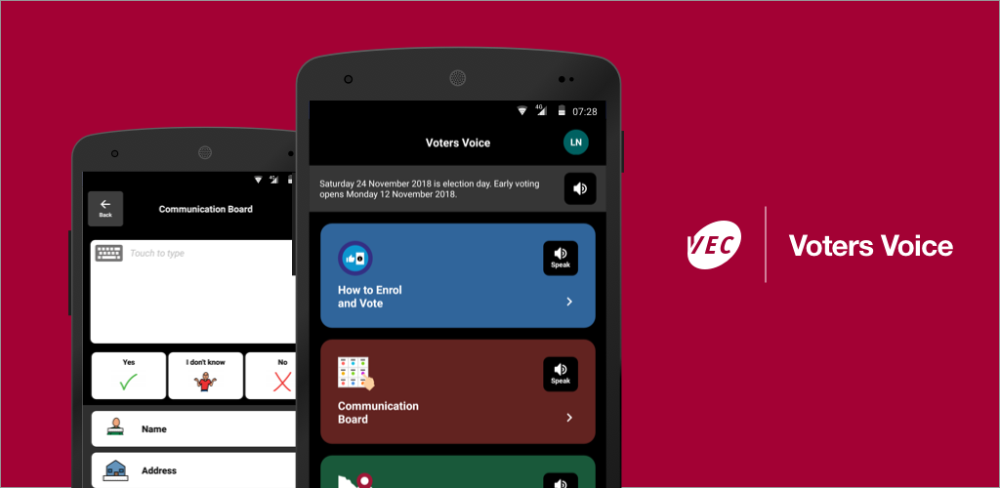 4G
Back
Communication Board
Touch to type
Yes
I don't know
No
Name
Address
4G
07:28
Voters Voice
LN
Saturday 24 November 2018 is election day. Early voting
opens Monday 12 November 2018.
Speak
How to Enrol
and Vote
Speak
Communication
Board
VEC
Voters Voice